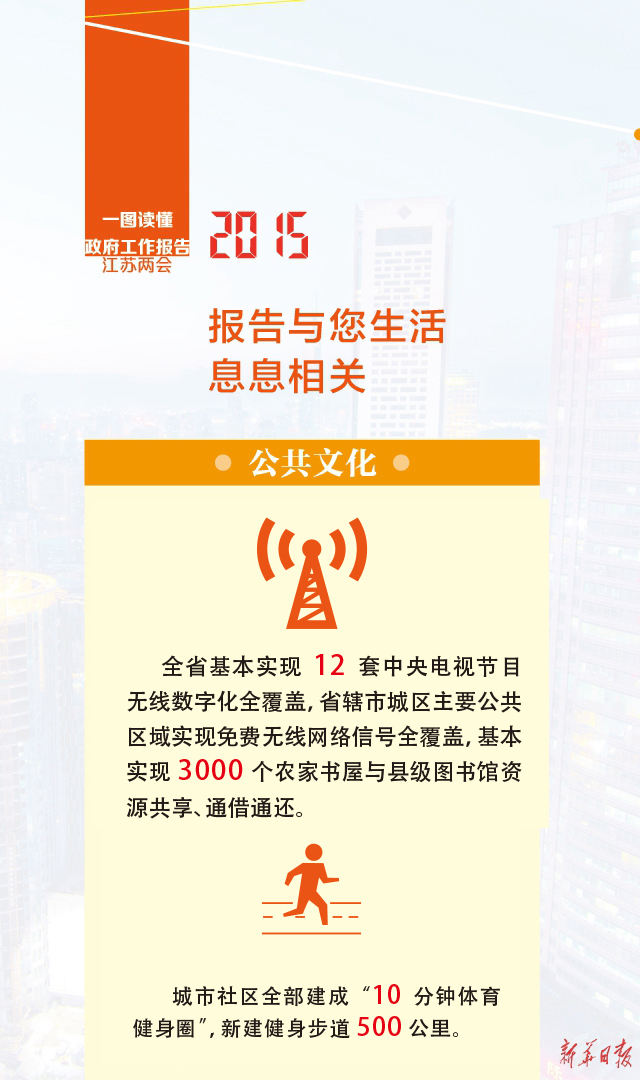 一图读懂
政府工作报告
江苏两会
2015
报告与您生活
息息相关
公共文化
全省基本实现 12 套中央电视节目
无线数字化全覆盖，省辖市城区主要公共
区域实现免费无线网络信号全覆盖，基本
实现 3000 个农家书屋与县级图书馆资
源共享、通借通还。
城市社区全部建成“10 分钟体育
健身圈”，新建健身步道 500 公里。
新华日报